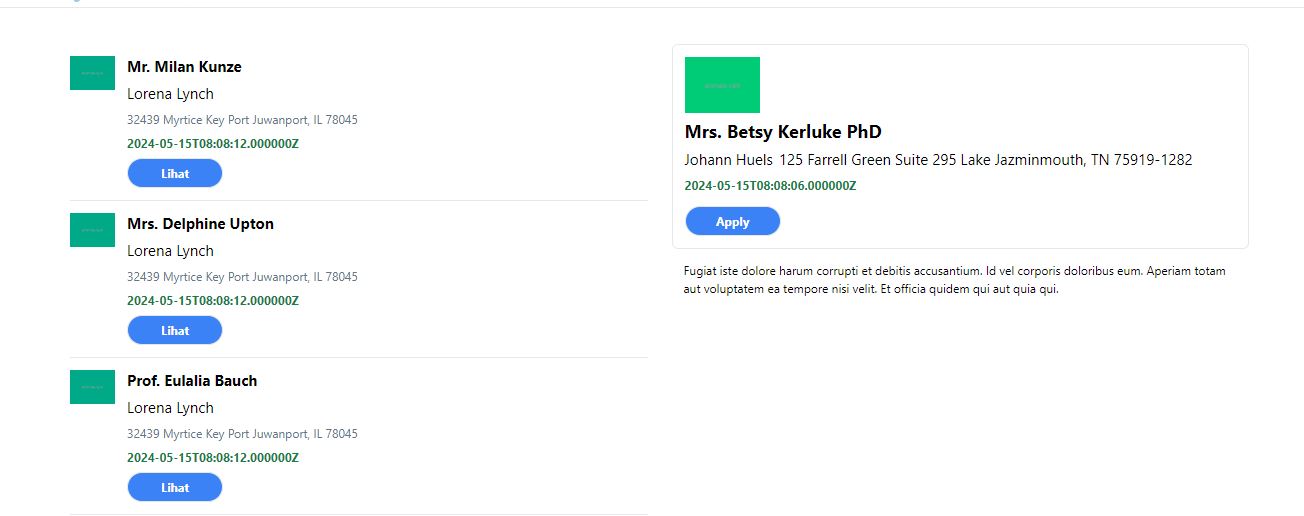 Mr. Milan Kunze
Lorena Lynch
32439 Myrtice Key Port Juwanport, IL 78045
2024-05-15T08:08:12.000000Z
Lihat
Mrs. Delphine Upton
Lorena Lynch
32439 Myrtice Key Port Juwanport, IL 78045
2024-05-15T08:08:12.000000Z
Lihat
Prof. Eulalia Bauch
Lorena Lynch
32439 Myrtice Key Port Juwanport, IL 78045
2024-05-15T08:08:12.000000Z
Lihat
Mrs. Betsy Kerluke PhD
Johann Huels 125 Farrell Green Suite 295 Lake Jazminmouth, TN 75919-1282
2024-05-15T08:08:06.000000Z
Apply
Fugiat iste dolore harum corrupti et debitis accusantium. Id vel corporis doloribus eum. Aperiam totam
aut voluptatem ea tempore nisi velit. Et officia quidem qui aut quia qui.